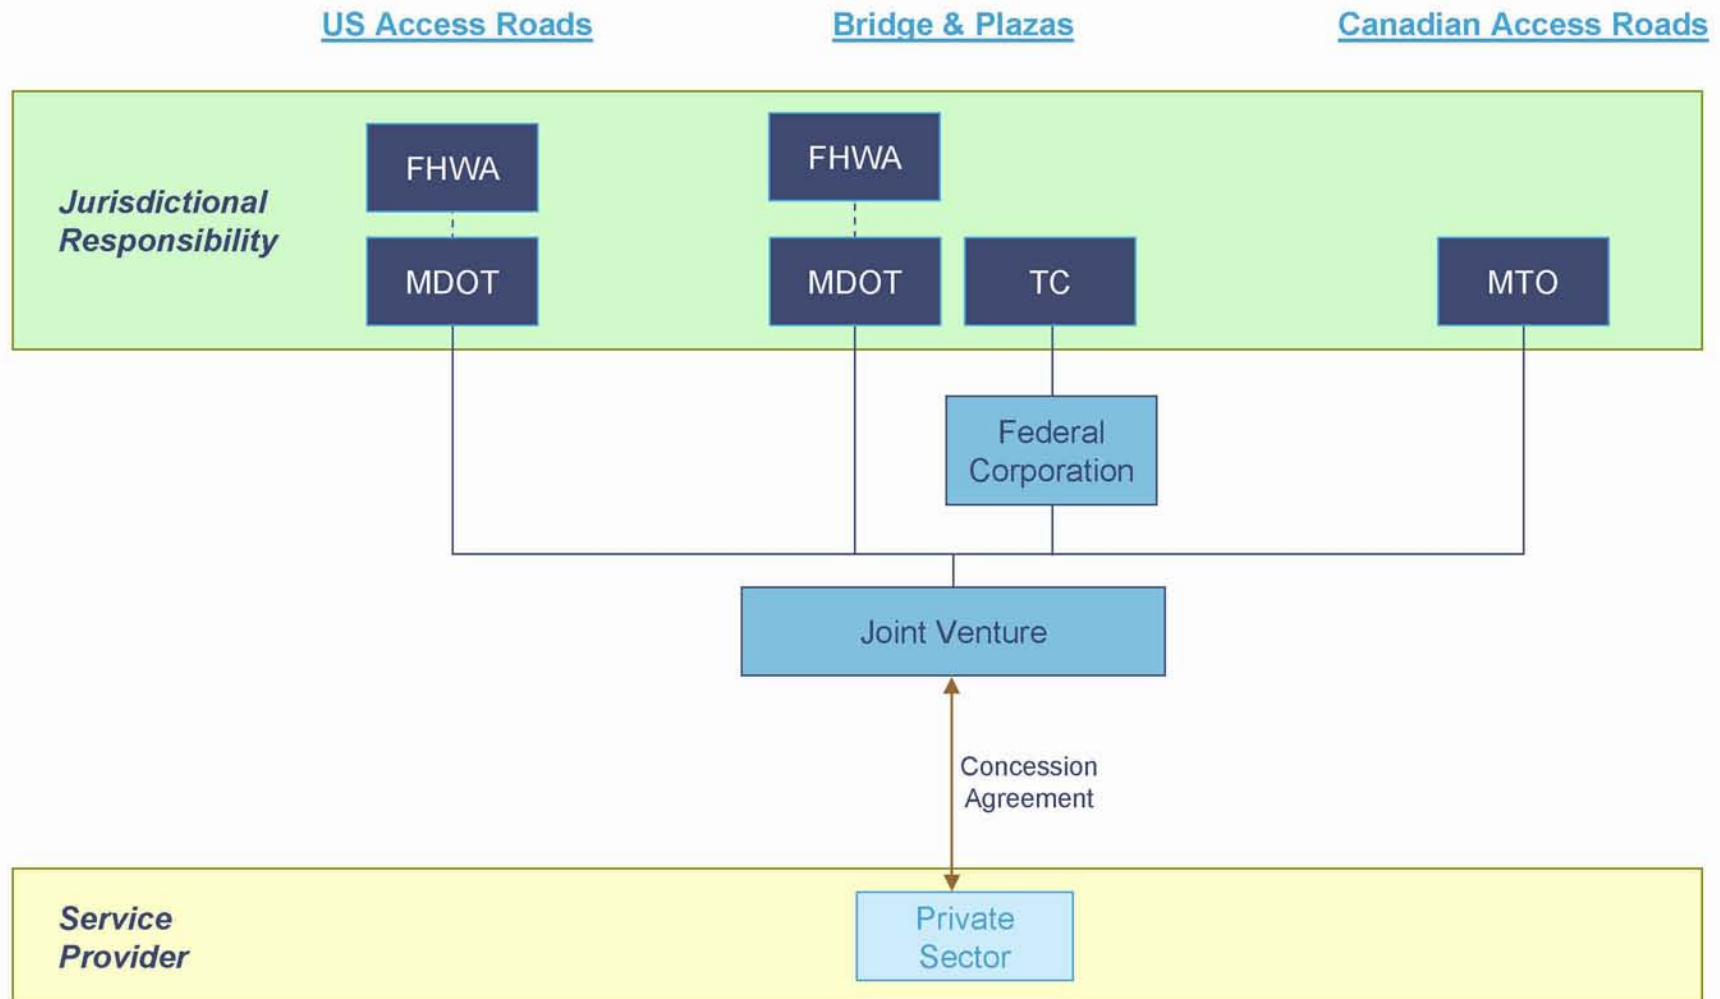 US Access Roads
Bridge & Plazas
Canadian Access Roads
Jurisdictional
Responsibility
FHWA
MDOT
FHWA
MDOT
TC
MTO
Federal
Corporation
Joint Venture
Concession
Agreement
Service
Provider
Private
Sector